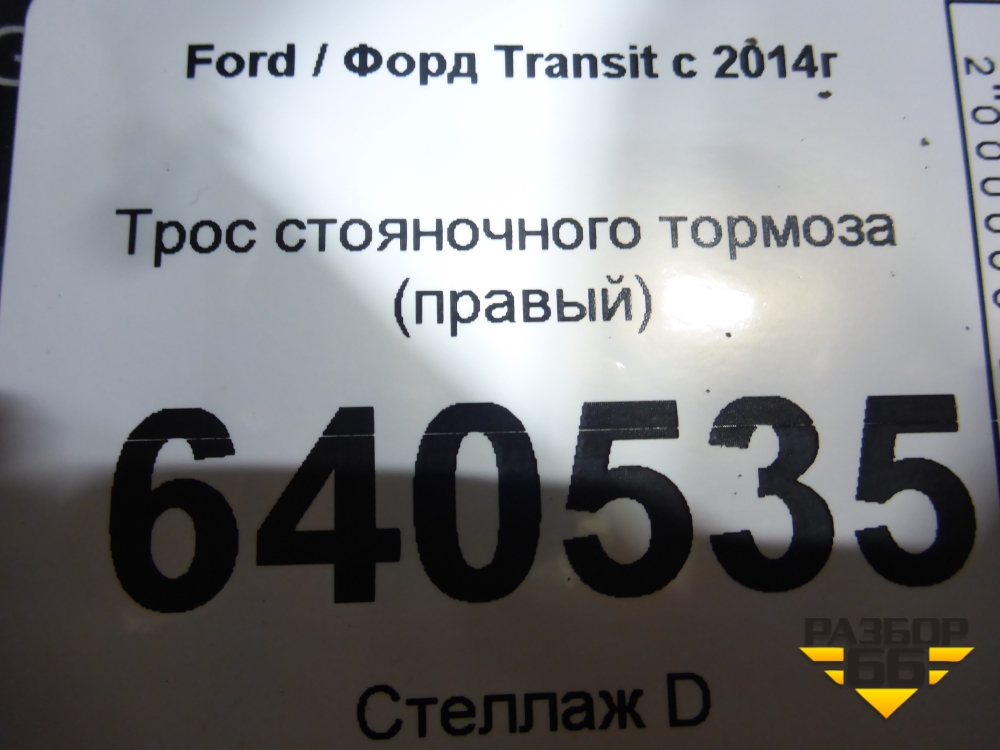 Ford / Форд Transit с 2014г
Трос стояночного тормоза
(правый)
640535
Стеллаж D
РАЗБОР
66